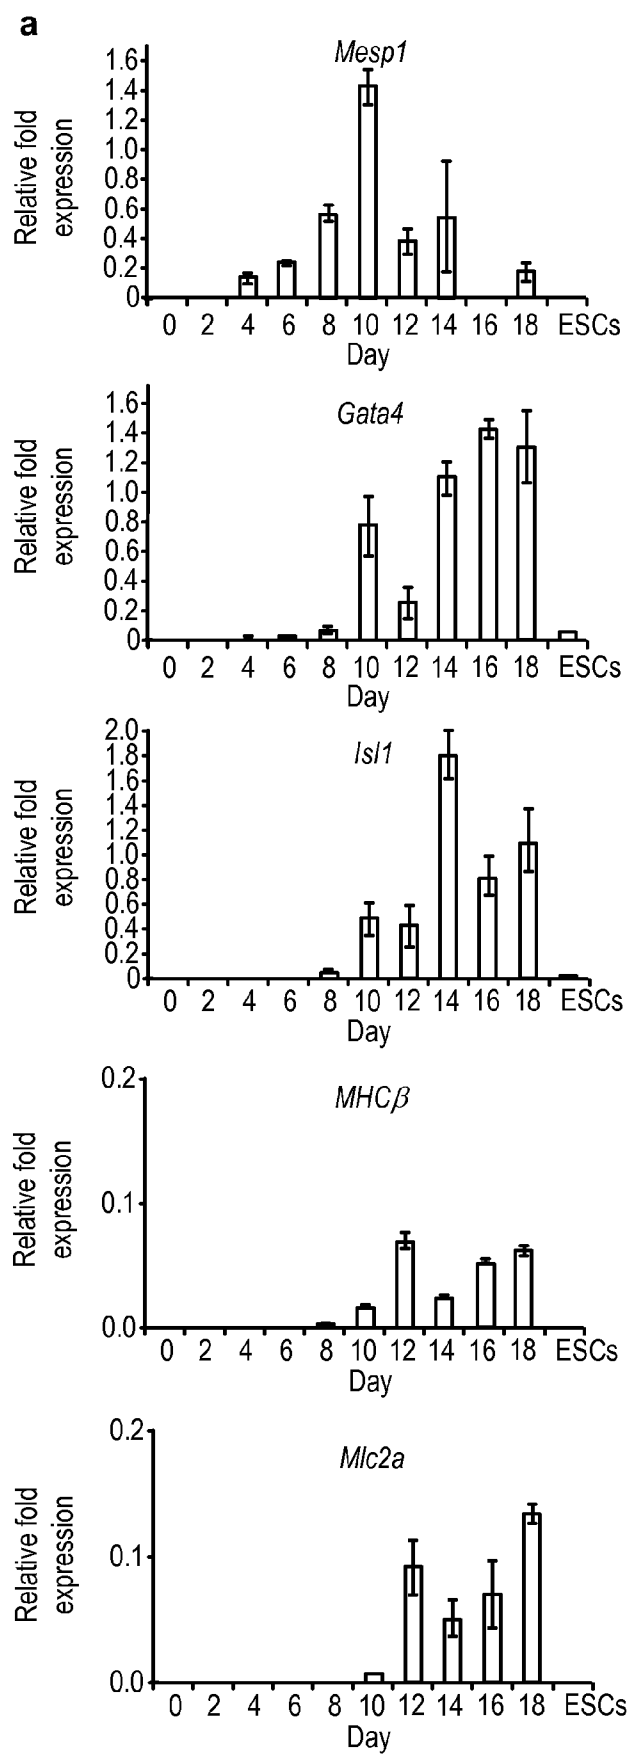 a
Mesp1
Relative fold
expression
1.6
1.4
1.2
1.0
0.8
0.6
0.4
0.2
0
0 2 4 6 8 10 12 14 16 18 ESCs
Day
Gata4
Relative fold
expression
1.6
1.4
1.2
1.0
0.8
0.6
0.4
0.2
0
0 2 4 6 8 10 12 14 16 18 ESCs
Day
Isl1
Relative fold
expression
2.0
1.8
1.6
1.4
1.2
1.0
0.8
0.6
0.4
0.2
0
0 2 4 6 8 10 12 14 16 18 ESCs
Day
MHCβ
Relative fold
expression
0.2
0.1
0.0
0 2 4 6 8 10 12 14 16 18 ESCs
Day
Mlc2a
Relative fold
expression
0.2
0.1
0.0
0 2 4 6 8 10 12 14 16 18 ESCs
Day